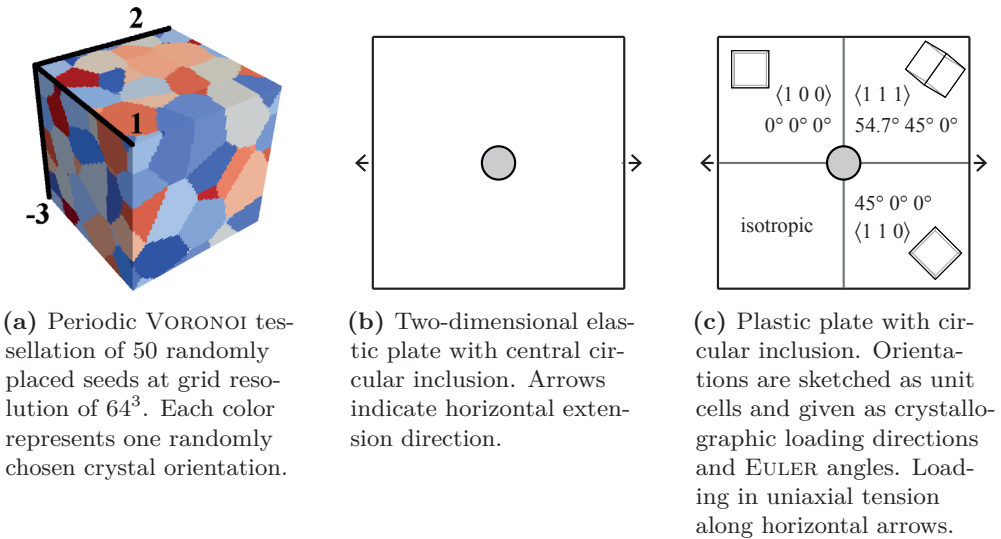 2
1
-3
(a) Periodic VORONOI tes-
sellation of 50 randomly
placed seeds at grid reso-
lution of 64³. Each color
represents one randomly
chosen crystal orientation.
(b) Two-dimensional elas-
tic plate with central cir-
cular inclusion. Arrows
indicate horizontal exten-
sion direction.
⟨1 0 0⟩
0° 0° 0°
⟨1 1 1⟩
54.7° 45° 0°
isotropic
45° 0° 0°
⟨1 1 0⟩
(c) Plastic plate with cir-
cular inclusion. Orienta-
tions are sketched as unit
cells and given as crystallo-
graphic loading directions
and EULER angles. Load-
ing in uniaxial tension
along horizontal arrows.